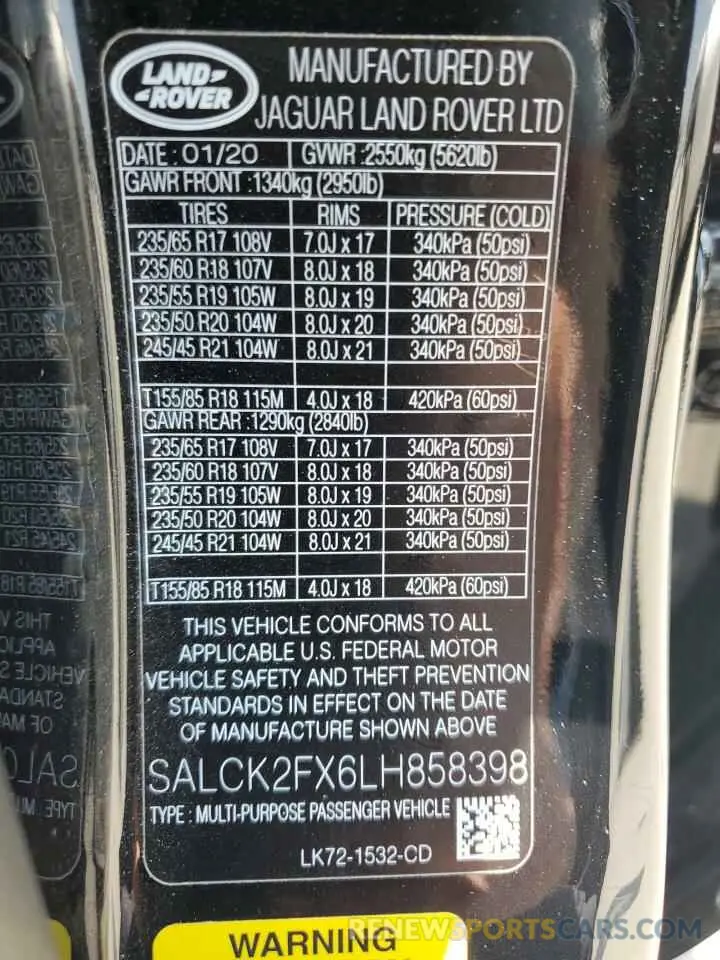 LAND-
-ROVER
MANUFACTURED BY
JAGUAR LAND ROVER LTD
DATE : 01/20 GVWR : 2550kg (5620lb)
GAWR FRONT : 1340kg (2950lb)
TIRES RIMS PRESSURE (COLD)
235/65 R17 108V 7.0J x 17 340kPa (50psi)
235/60 R18 107V 8.0J x 18 340kPa (50psi)
235/55 R19 105W 8.0J x 19 340kPa (50psi)
235/50 R20 104W 8.0J x 20 340kPa (50psi)
245/45 R21 104W 8.0J x 21 340kPa (50psi)
T155/85 R18 115M 4.0J x 18 420kPa (60psi)
GAWR REAR : 1290kg (2840lb)
235/65 R17 108V 7.0J x 17 340kPa (50psi)
235/60 R18 107V 8.0J x 18 340kPa (50psi)
235/55 R19 105W 8.0J x 19 340kPa (50psi)
235/50 R20 104W 8.0J x 20 340kPa (50psi)
245/45 R21 104W 8.0J x 21 340kPa (50psi)
T155/85 R18 115M 4.0J x 18 420kPa (60psi)
THIS VEHICLE CONFORMS TO ALL
APPLICABLE U.S. FEDERAL MOTOR
VEHICLE SAFETY AND THEFT PREVENTION
STANDARDS IN EFFECT ON THE DATE
OF MANUFACTURE SHOWN ABOVE
SALCK2FX6LH858398
TYPE : MULTI-PURPOSE PASSENGER VEHICLE
LK72-1532-CD
WARNING
RENEWSPORTSCARS.COM